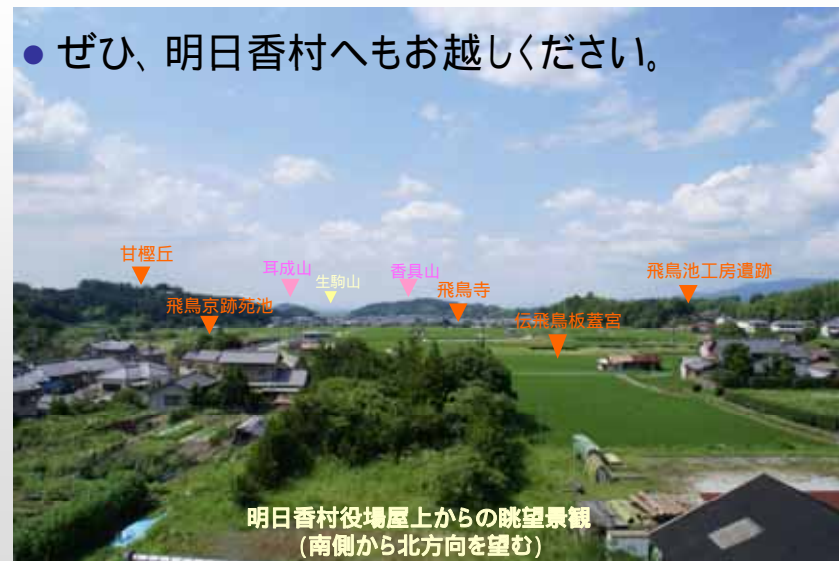 ● ぜひ、明日香村へもお越しください。
甘樫丘
耳成山
生駒山
香具山
飛鳥寺
飛鳥池工房遺跡
飛鳥京跡苑池
伝飛鳥板蓋宮
明日香村役場屋上からの眺望景観
(南側から北方向を望む)